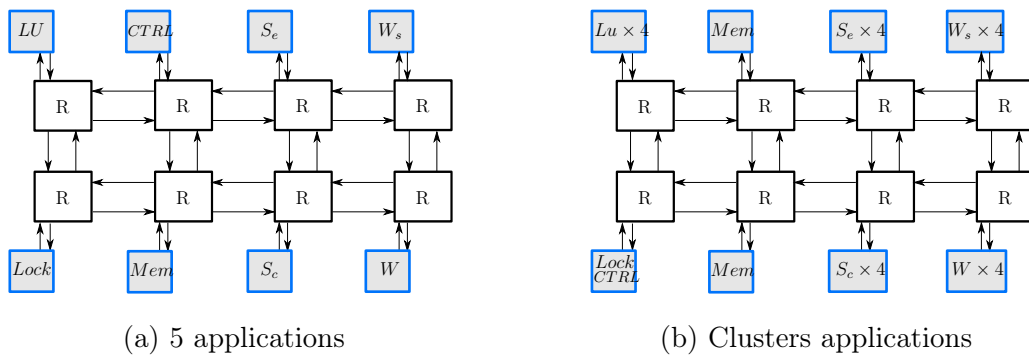 LU CTRL S_e W_s
R R R R
R R R R
Lock Mem S_c W
(a) 5 applications
Lu × 4 Mem S_e × 4 W_s × 4
R R R R
R R R R
Lock CTRL Mem S_c × 4 W × 4
(b) Clusters applications